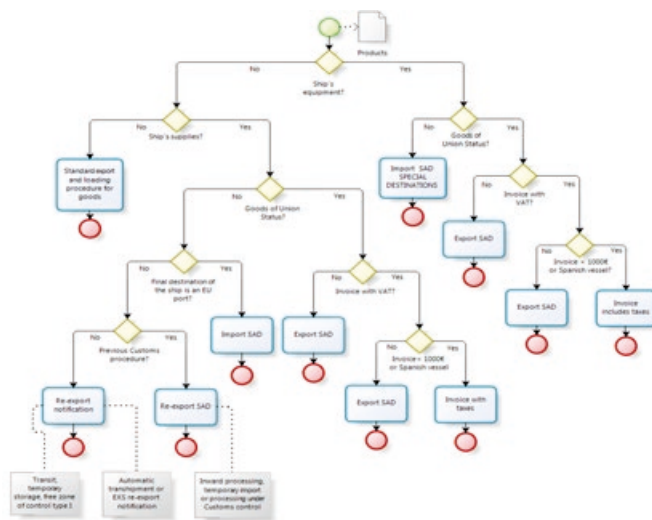 Products
No
Yes
Ship's
equipment?
No
Yes
Ship's supplies?
No
Yes
Goods of
Union Status?
Standard export
and loading
procedure for
goods
Import SAD
SPECIAL
DESTINATIONS
No
Yes
Invoice with
VAT?
No
Yes
Goods of Union
Status?
Export SAD
No
Yes
Invoice < 1000€
or Spanish vessel?
No
Yes
Final destination of
the ship is an EU
port?
No
Yes
Invoice with VAT?
Export SAD
Invoice
includes taxes
No
Yes
Previous Customs
procedure?
Import SAD
Export SAD
No
Yes
Invoice < 1000€
or Spanish vessel
Re-export
notification
Re-export SAD
Export SAD
Invoice with
taxes
Transit,
temporary
storage, free zone
of control type I
Automatic
transhipment or
EXS re-export
notification
Inward processing,
temporary export
or processing under
Customs control